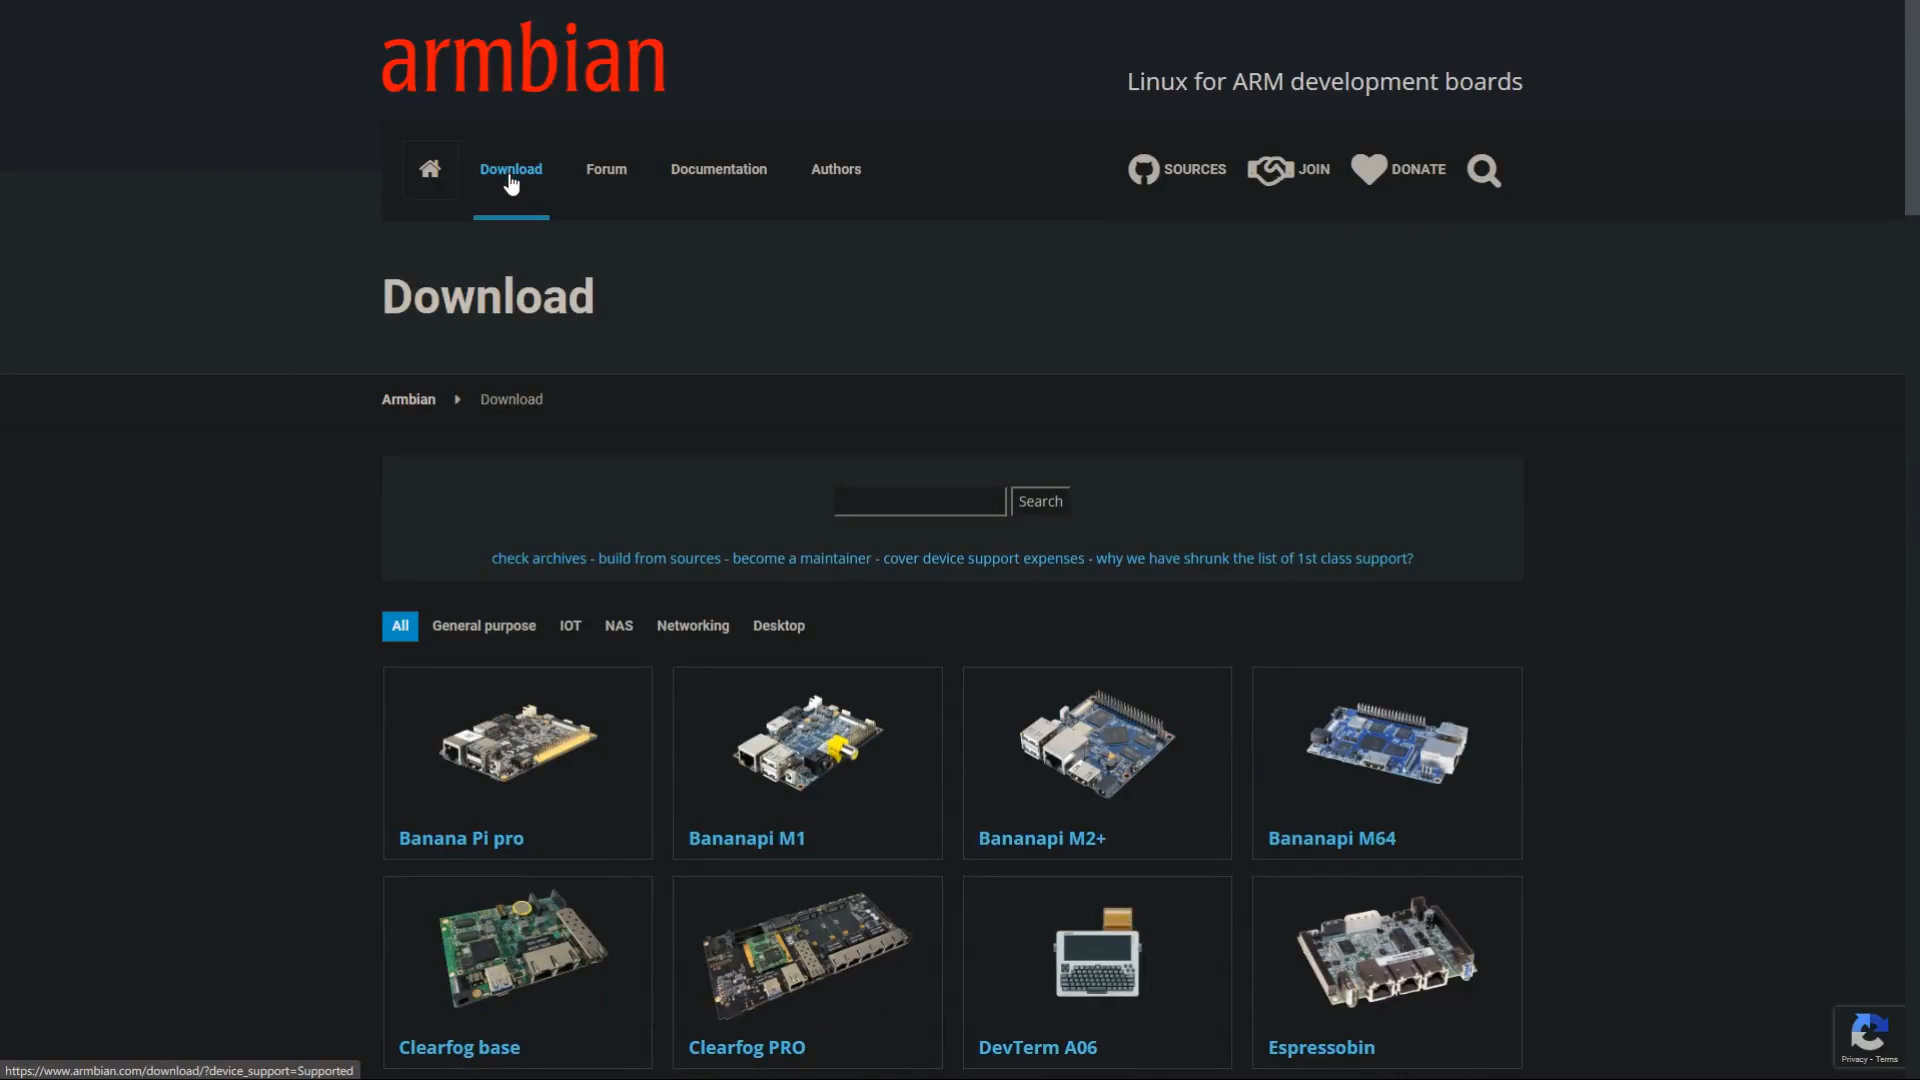 armbian
Linux for ARM development boards
Download
Forum
Documentation
Authors
SOURCES
JOIN
DONATE
Download
Armbian
Download
Search
check archives - build from sources - become a maintainer - cover device support expenses - why we have shrunk the list of 1st class support?
All
General purpose
IOT
NAS
Networking
Desktop
Banana Pi pro
Bananapi M1
Bananapi M2+
Bananapi M64
Clearfog base
Clearfog PRO
DevTerm A06
Espressobin
Privacy - Terms
https://www.armbian.com/download/?device_support=Supported